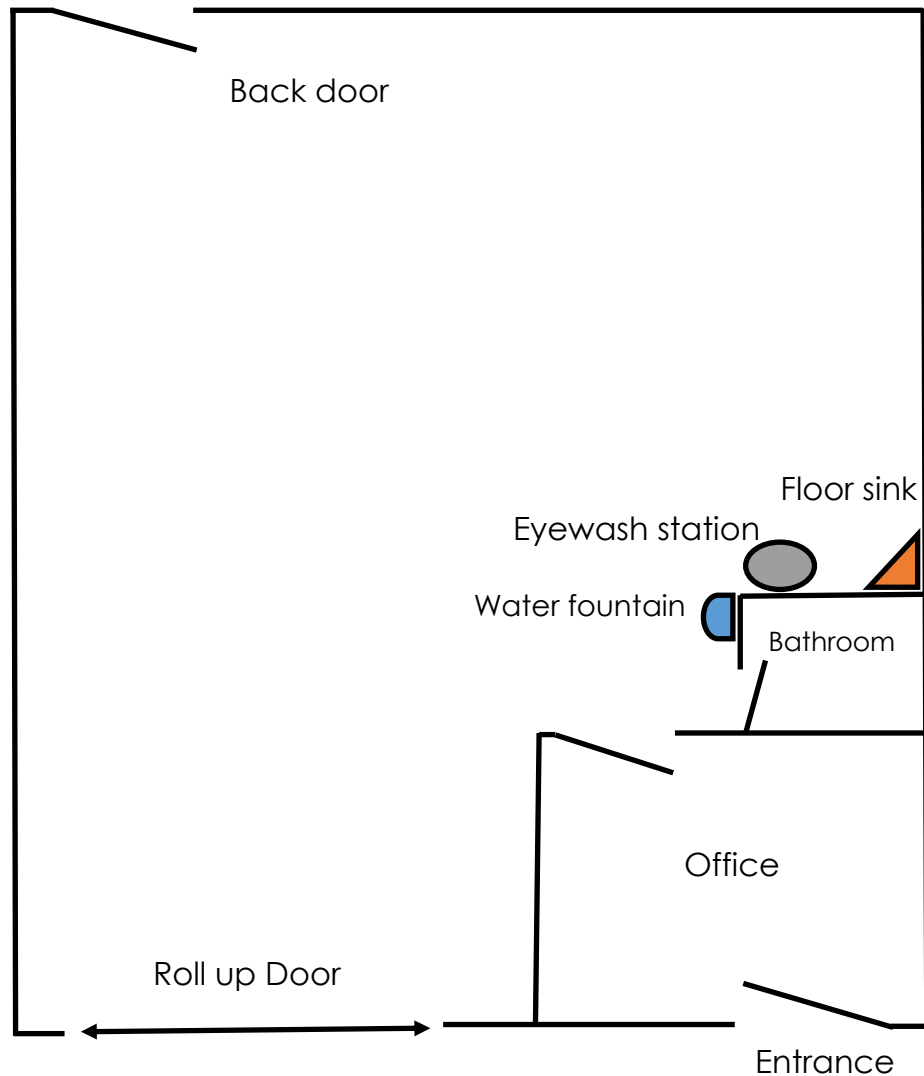 Back door
Floor sink
Eyewash station
Water fountain
Bathroom
Office
Roll up Door
Entrance